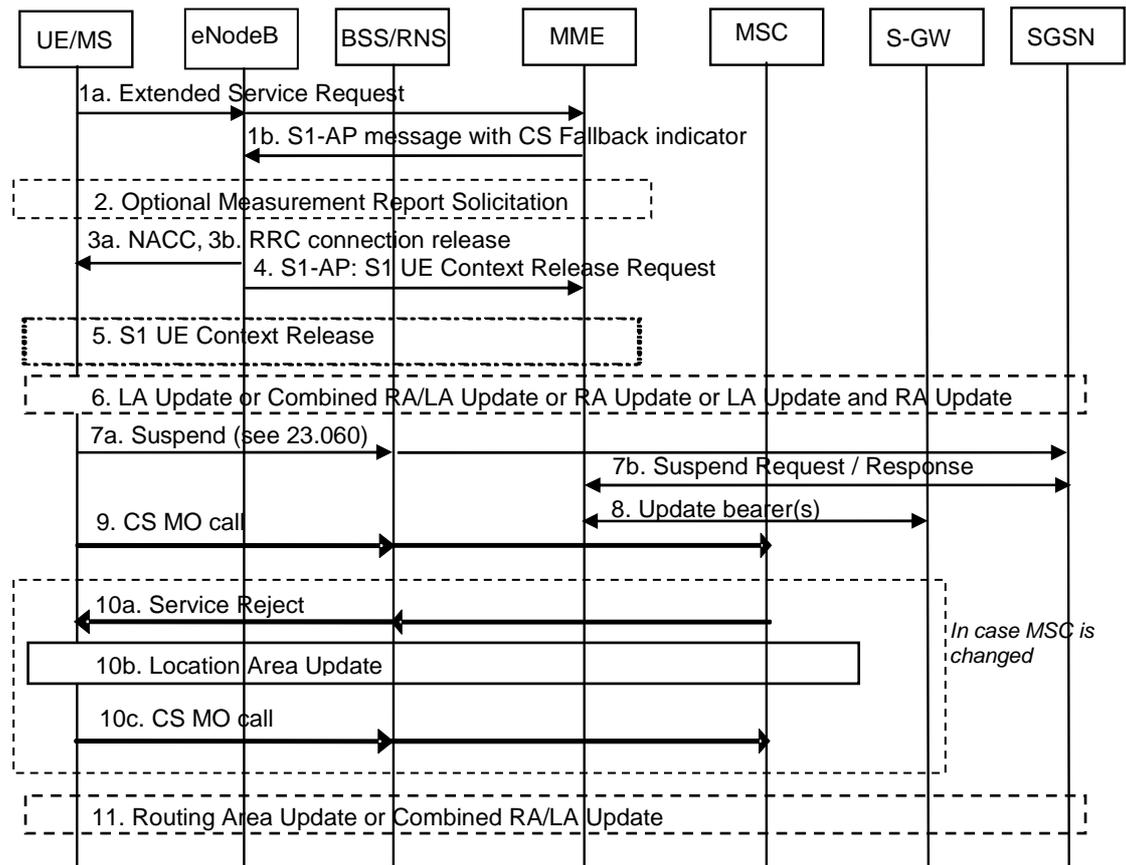 UE/MS
eNodeB
BSS/RNS
MME
MSC
S-GW
SGSN
1a. Extended Service Request
1b. S1-AP message with CS Fallback indicator
2. Optional Measurement Report Solicitation
3a. NACC, 3b. RRC connection release
4. S1-AP: S1 UE Context Release Request
5. S1 UE Context Release
6. LA Update or Combined RA/LA Update or RA Update or LA Update and RA Update
7a. Suspend (see 23.060)
7b. Suspend Request / Response
8. Update bearer(s)
9. CS MO call
10a. Service Reject
In case MSC is
changed
10b. Location Area Update
10c. CS MO call
11. Routing Area Update or Combined RA/LA Update